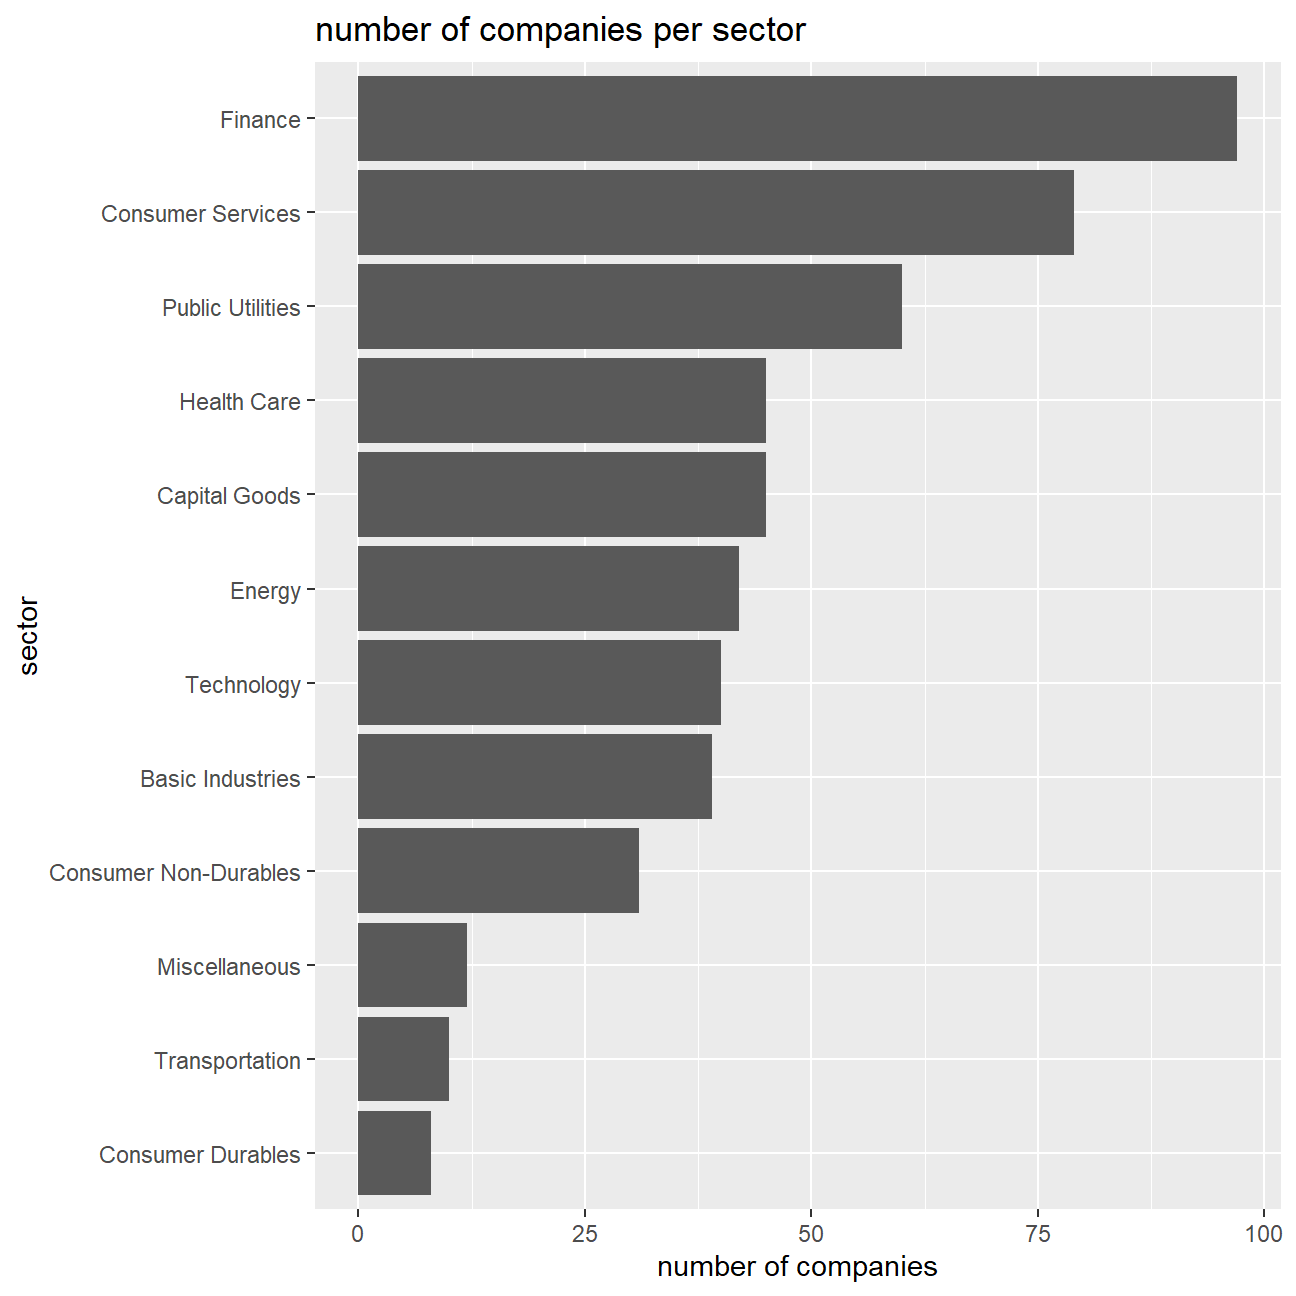 number of companies per sector
Finance
Consumer Services
Public Utilities
Health Care
Capital Goods
Energy
Technology
Basic Industries
Consumer Non-Durables
Miscellaneous
Transportation
Consumer Durables
sector
0 25 50 75 100
number of companies